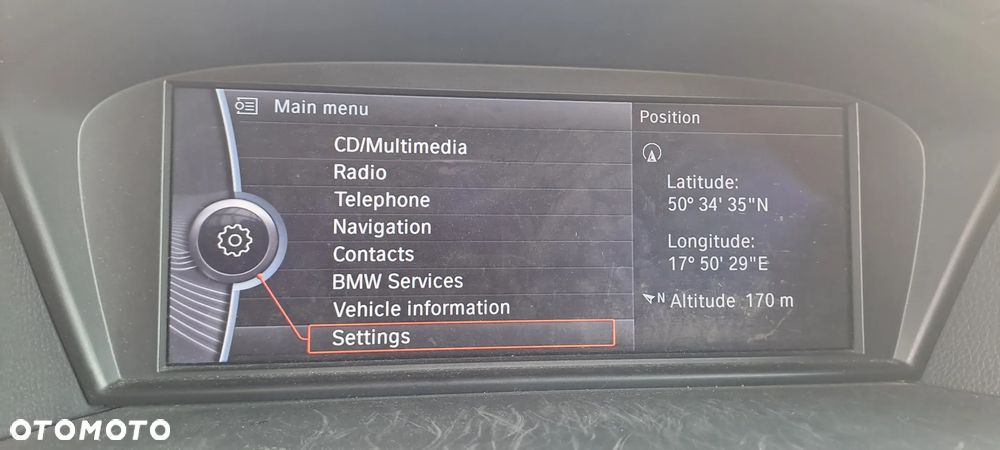 Main menu
CD/Multimedia
Radio
Telephone
Navigation
Contacts
BMW Services
Vehicle information
Settings
Position
Latitude:
50° 34' 35"N
Longitude:
17° 50' 29"E
N Altitude 170 m
OTOMOTO